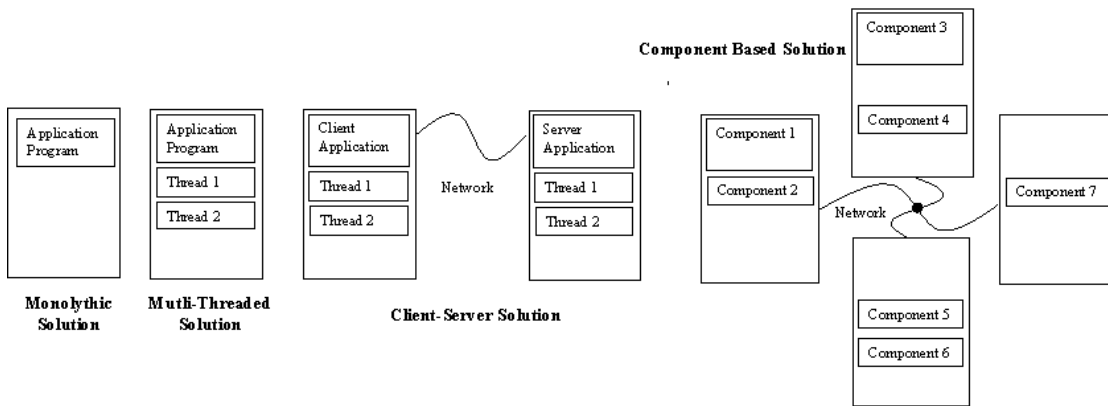 Application
Program
Monolythic
Solution
Application
Program
Thread 1
Thread 2
Mutli-Threaded
Solution
Client
Application
Thread 1
Thread 2
Network
Server
Application
Thread 1
Thread 2
Client-Server Solution
Component Based Solution
Component 1
Component 2
Component 3
Component 4
Network
Component 7
Component 5
Component 6